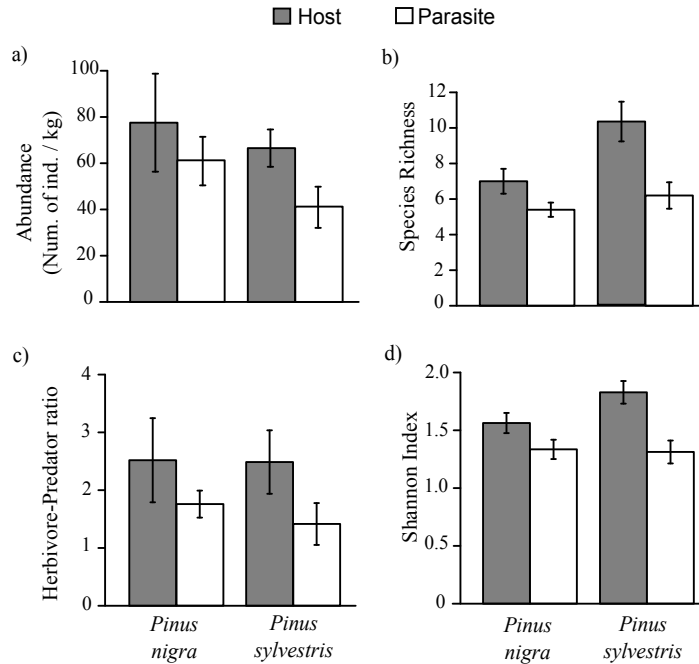 Host Parasite
a)
Abundance
(Num. of ind. / kg)
100
80
60
40
20
0
b)
Species Richness
12
10
8
6
4
2
0
c)
Herbivore-Predator ratio
4
3
2
1
0
Pinus
nigra
Pinus
sylvestris
d)
Shannon Index
2.0
1.5
1.0
0.5
0
Pinus
nigra
Pinus
sylvestris